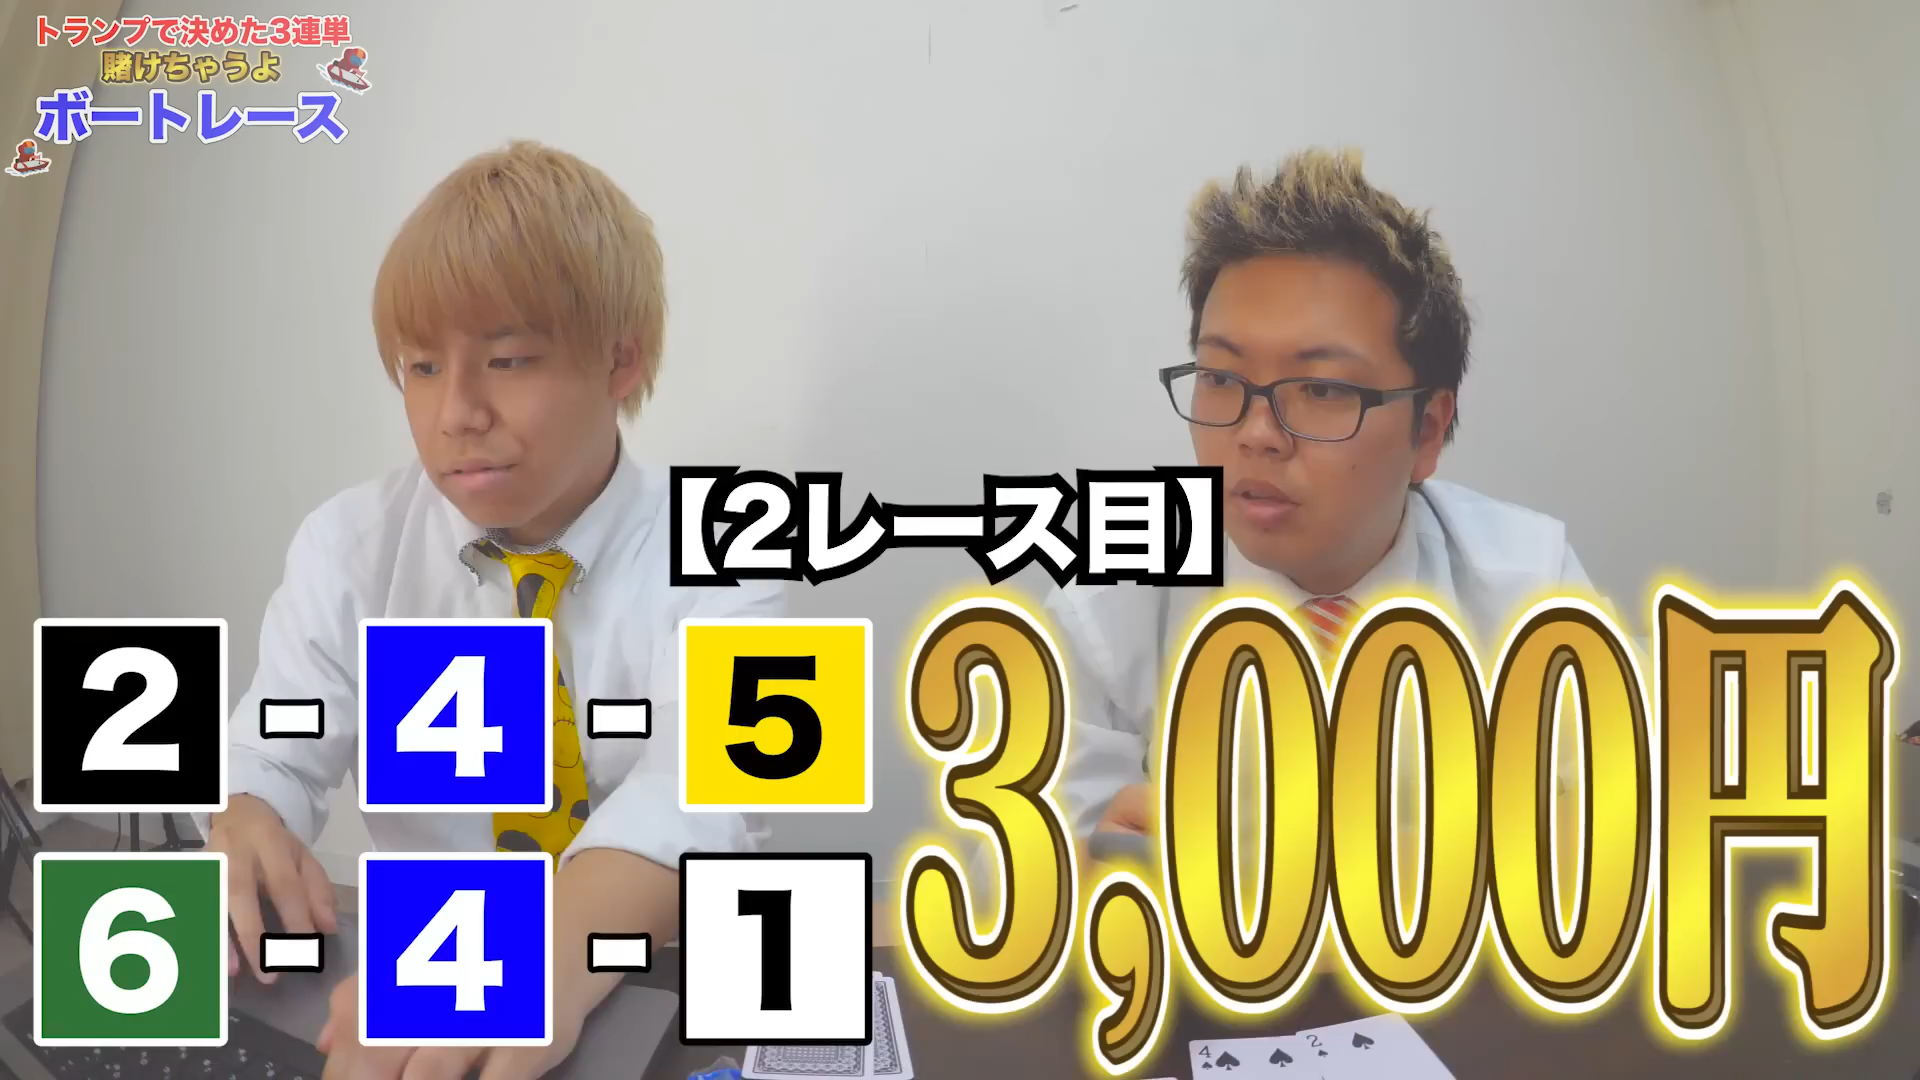 トランプで決めた3連単
賭けちゃうよ
ボートレース
【2レース目】
2-4-5
6-4-1
3,000円
4
2